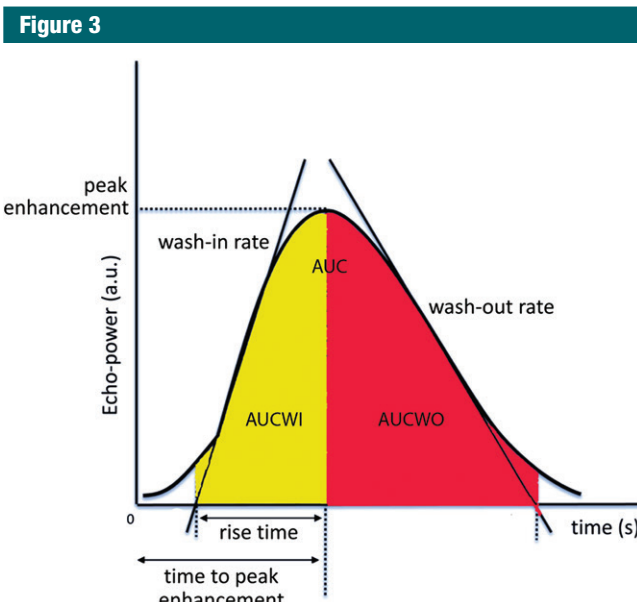 Figure 3
peak
enhancement
wash-in rate
AUC
Echo-power (a.u.)
wash-out rate
AUCWI
AUCWO
0
rise time
time (s)
time to peak
enhancement